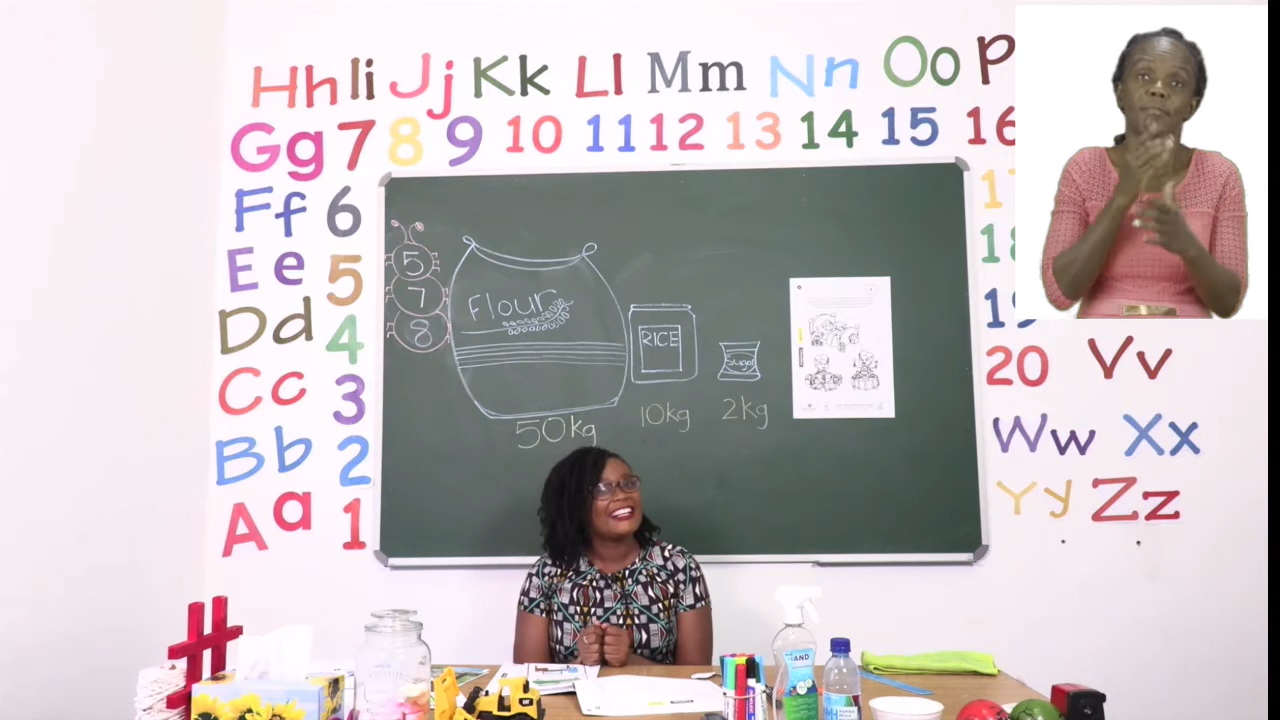 Hh Ii Jj Kk Ll Mm Nn Oo P
Gg 7 8 9 10 11 12 13 14 15 16
Ff 6
Ee 5
Dd 4
Cc 3
Bb 2
Aa 1
5
7
8
Flour
50kg
RICE
10kg
Sugar
2kg
20 Vv
Ww Xx
Yy Zz
HAND
CAT